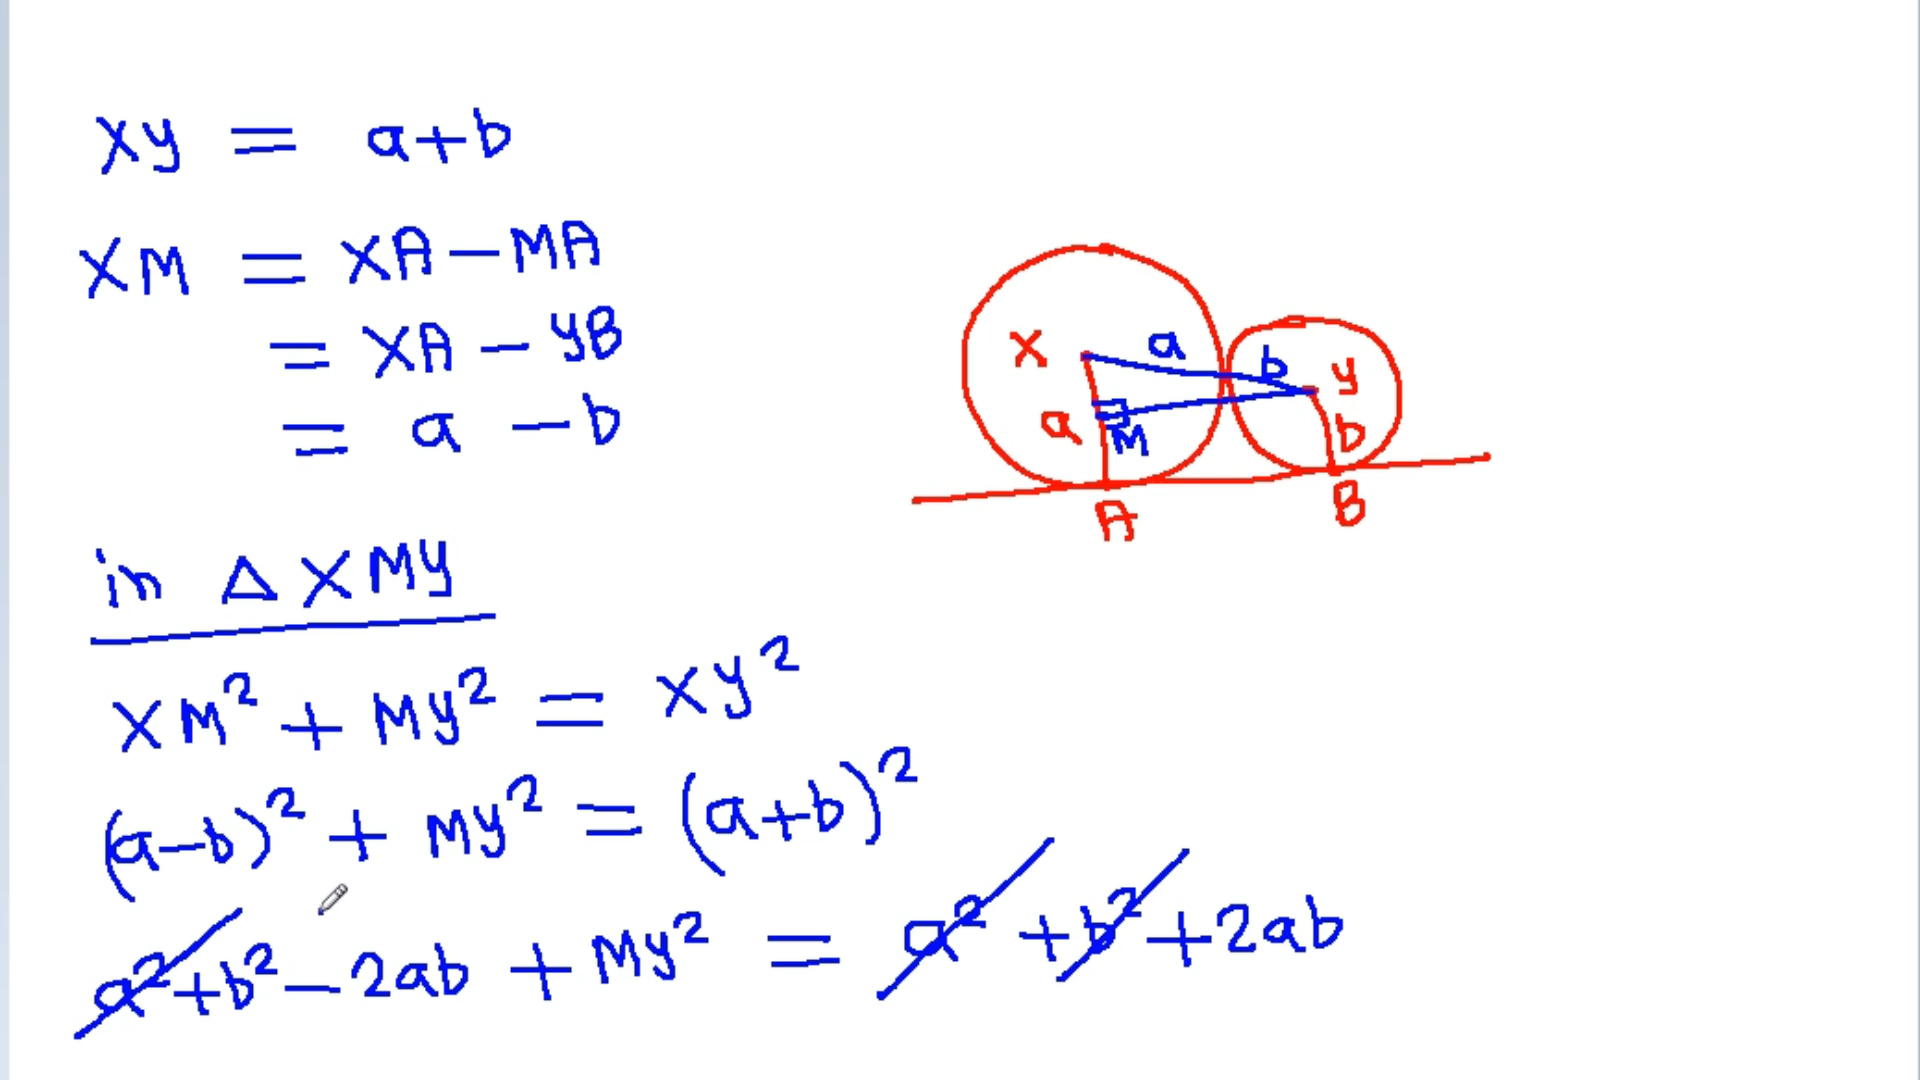 xy = a+b
XM = XA - MA
= XA - YB
= a - b
X a b y
a M b
A B
in Δ XMY
XM² + MY² = XY²
(a-b)² + MY² = (a+b)²
a²+b²-2ab + MY² = a² +b² +2ab